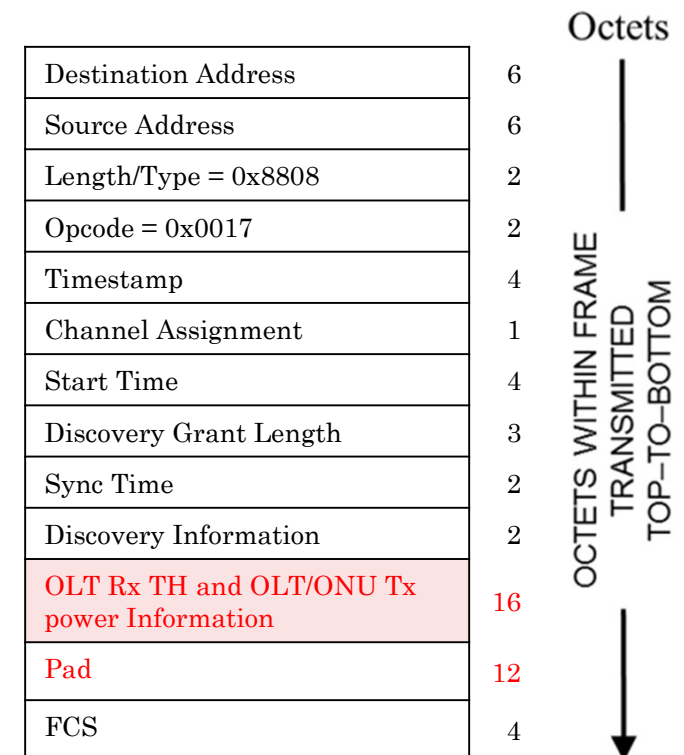 Octets
Destination Address 6
Source Address 6
Length/Type = 0x8808 2
Opcode = 0x0017 2
Timestamp 4
Channel Assignment 1
Start Time 4
Discovery Grant Length 3
Sync Time 2
Discovery Information 2
OLT Rx TH and OLT/ONU Tx
power Information 16
Pad 12
FCS 4
OCTETS WITHIN FRAME
TRANSMITTED
TOP–TO–BOTTOM